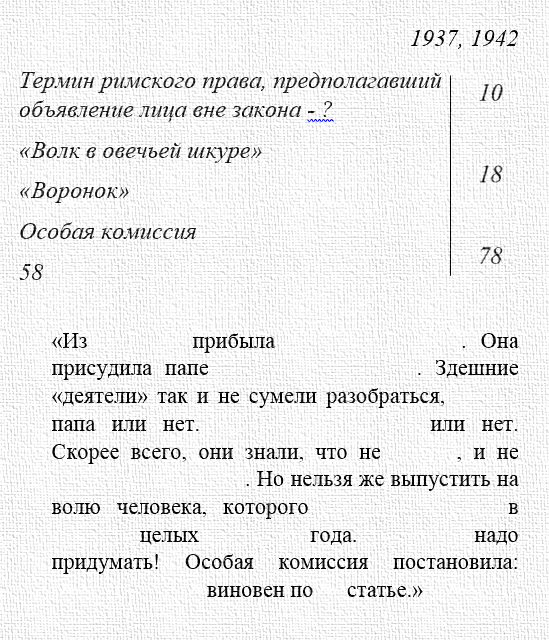 1937, 1942
Термин римского права, предполагавший
объявление лица вне закона - ?
10
«Волк в овечьей шкуре»
18
«Воронок»
Особая комиссия
78
58
«Из прибыла . Она
присудила папе . Здешние
«деятели» так и не сумели разобраться,
папа или нет. или нет.
Скорее всего, они знали, что не , и не
. Но нельзя же выпустить на
волю человека, которого в
целых года. надо
придумать! Особая комиссия постановила:
виновен по статье.»